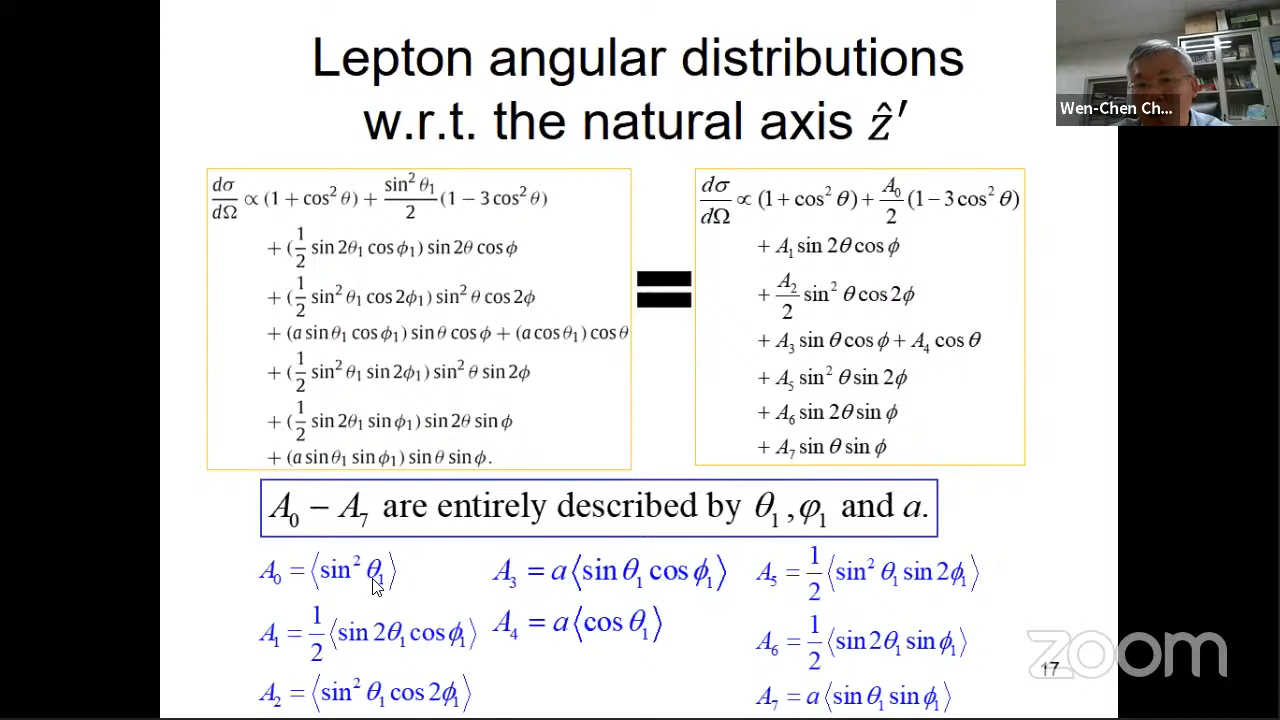 Lepton angular distributions
w.r.t. the natural axis ẑ′
Wen-Chen Ch...
dσ/dΩ ∝ (1 + cos² θ) + sin² θ₁/2 (1 − 3 cos² θ)
+ (1/2 sin 2θ₁ cos ϕ₁) sin 2θ cos ϕ
+ (1/2 sin² θ₁ cos 2ϕ₁) sin² θ cos 2ϕ
+ (a sin θ₁ cos ϕ₁) sin θ cos ϕ + (a cos θ₁) cos θ
+ (1/2 sin² θ₁ sin 2ϕ₁) sin² θ sin 2ϕ
+ (1/2 sin 2θ₁ sin ϕ₁) sin 2θ sin ϕ
+ (a sin θ₁ sin ϕ₁) sin θ sin ϕ.
=
dσ/dΩ ∝ (1 + cos² θ) + A₀/2 (1 − 3 cos² θ)
+ A₁ sin 2θ cos ϕ
+ A₂/2 sin² θ cos 2ϕ
+ A₃ sin θ cos ϕ + A₄ cos θ
+ A₅ sin² θ sin 2ϕ
+ A₆ sin 2θ sin ϕ
+ A₇ sin θ sin ϕ
A₀ − A₇ are entirely described by θ₁, φ₁ and a.
A₀ = ⟨sin² θ₁⟩
A₁ = 1/2 ⟨sin 2θ₁ cos ϕ₁⟩
A₂ = ⟨sin² θ₁ cos 2ϕ₁⟩
A₃ = a⟨sin θ₁ cos ϕ₁⟩
A₄ = a⟨cos θ₁⟩
A₅ = 1/2 ⟨sin² θ₁ sin 2ϕ₁⟩
A₆ = 1/2 ⟨sin 2θ₁ sin ϕ₁⟩
A₇ = a⟨sin θ₁ sin ϕ₁⟩
17
zoom